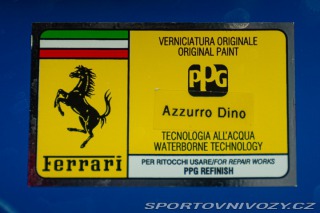 VERNICIATURA ORIGINALE
ORIGINAL PAINT
PPG
Azzurro Dino
TECNOLOGIA ALL'ACQUA
WATERBORNE TECHNOLOGY
Ferrari
PER RITOCCHI USARE/FOR REPAIR WORKS
PPG REFINISH
SPORTOVNIVOZY.CZ